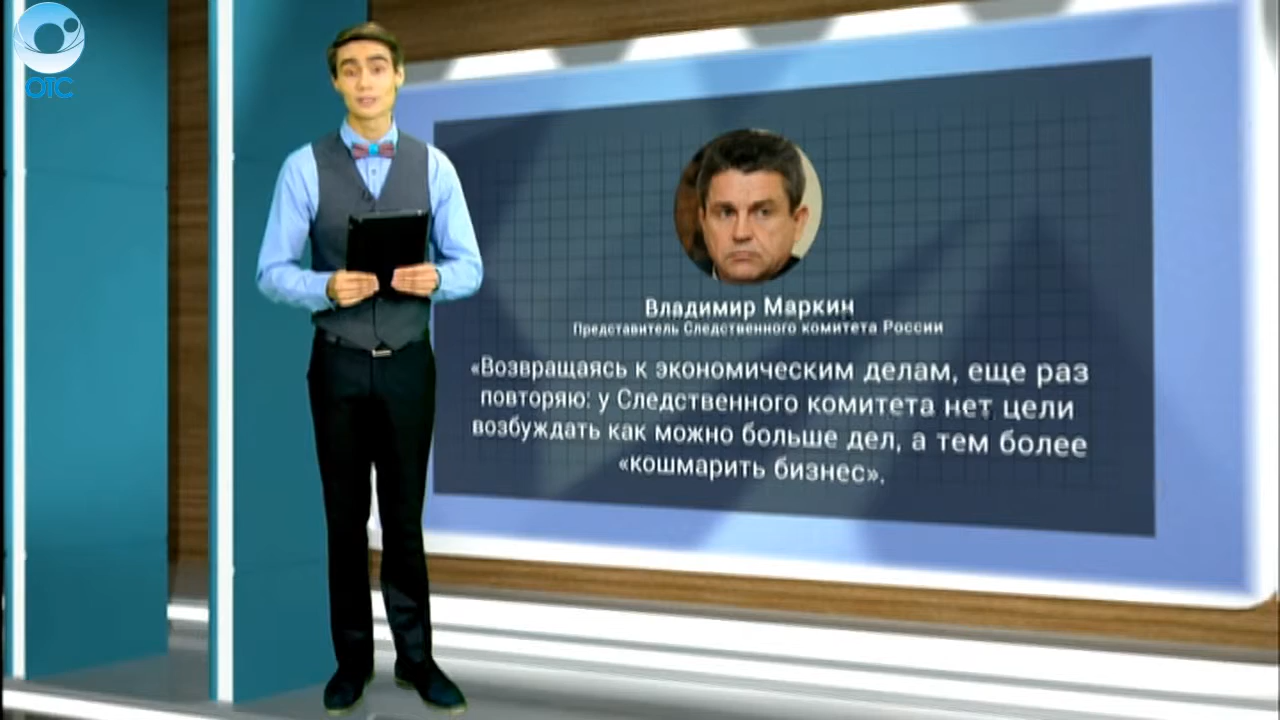 ОТС
Владимир Маркин
Представитель Следственного комитета России
«Возвращаясь к экономическим делам, еще раз
повторяю: у Следственного комитета нет цели
возбуждать как можно больше дел, а тем более
«кошмарить бизнес».